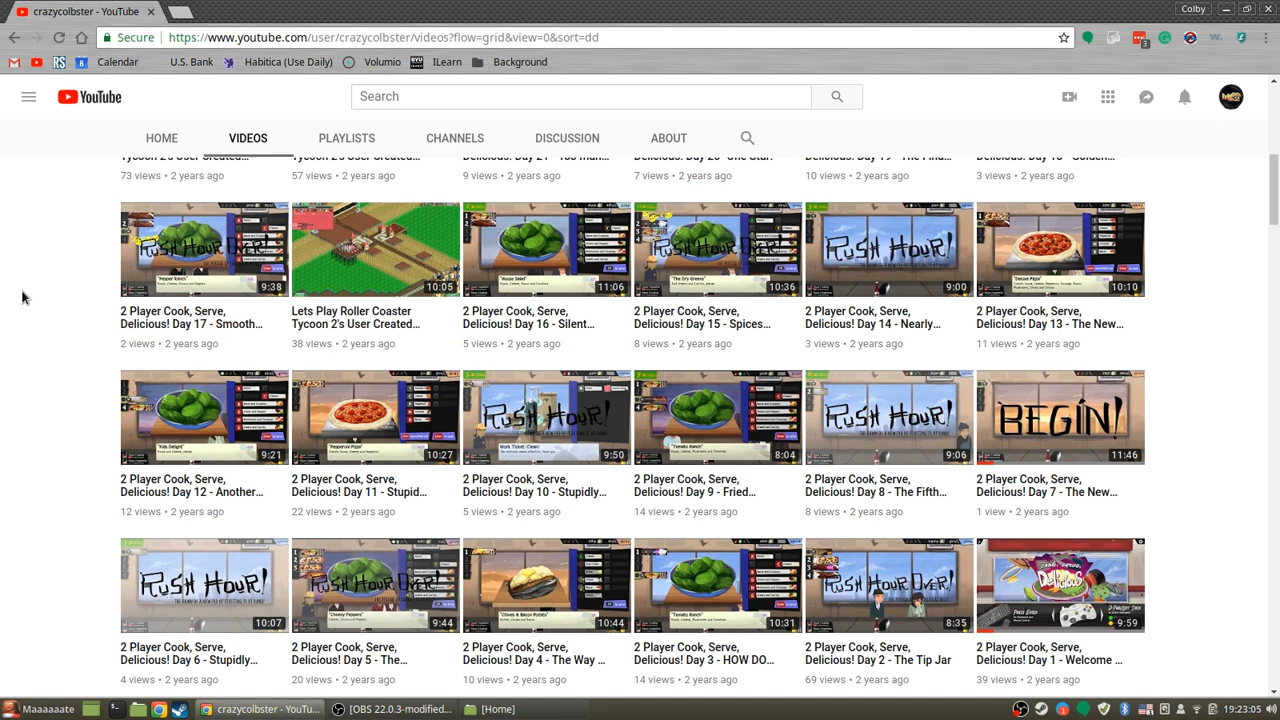 crazycolbster - YouTube
Colby
Secure https://www.youtube.com/user/crazycolbster/videos?flow=grid&view=0&sort=dd
3
Calendar U.S. Bank Habitica (Use Daily) Volumio ILearn Background
YouTube
Search
HOME VIDEOS PLAYLISTS CHANNELS DISCUSSION ABOUT
73 views • 2 years ago 57 views • 2 years ago 9 views • 2 years ago 7 views • 2 years ago 10 views • 2 years ago 3 views • 2 years ago
9:38 10:05 11:06 10:36 9:00 10:10
2 Player Cook, Serve, Delicious! Day 17 - Smooth...
2 views • 2 years ago
Lets Play Roller Coaster Tycoon 2's User Created...
38 views • 2 years ago
2 Player Cook, Serve, Delicious! Day 16 - Silent...
5 views • 2 years ago
2 Player Cook, Serve, Delicious! Day 15 - Spices...
8 views • 2 years ago
2 Player Cook, Serve, Delicious! Day 14 - Nearly...
3 views • 2 years ago
2 Player Cook, Serve, Delicious! Day 13 - The New...
11 views • 2 years ago
9:21 10:27 9:50 8:04 9:06 11:46
2 Player Cook, Serve, Delicious! Day 12 - Another...
12 views • 2 years ago
2 Player Cook, Serve, Delicious! Day 11 - Stupid...
22 views • 2 years ago
2 Player Cook, Serve, Delicious! Day 10 - Stupidly...
5 views • 2 years ago
2 Player Cook, Serve, Delicious! Day 9 - Fried...
14 views • 2 years ago
2 Player Cook, Serve, Delicious! Day 8 - The Fifth...
8 views • 2 years ago
2 Player Cook, Serve, Delicious! Day 7 - The New...
1 view • 2 years ago
10:07 9:44 10:44 10:31 8:35 9:59
2 Player Cook, Serve, Delicious! Day 6 - Stupidly...
4 views • 2 years ago
2 Player Cook, Serve, Delicious! Day 5 - The...
20 views • 2 years ago
2 Player Cook, Serve, Delicious! Day 4 - The Way ...
10 views • 2 years ago
2 Player Cook, Serve, Delicious! Day 3 - HOW DO...
14 views • 2 years ago
2 Player Cook, Serve, Delicious! Day 2 - The Tip Jar
69 views • 2 years ago
2 Player Cook, Serve, Delicious! Day 1 - Welcome ...
39 views • 2 years ago
Maaaaaate crazycolbster - YouTu... [OBS 22.0.3-modified... [Home] 19:23:05